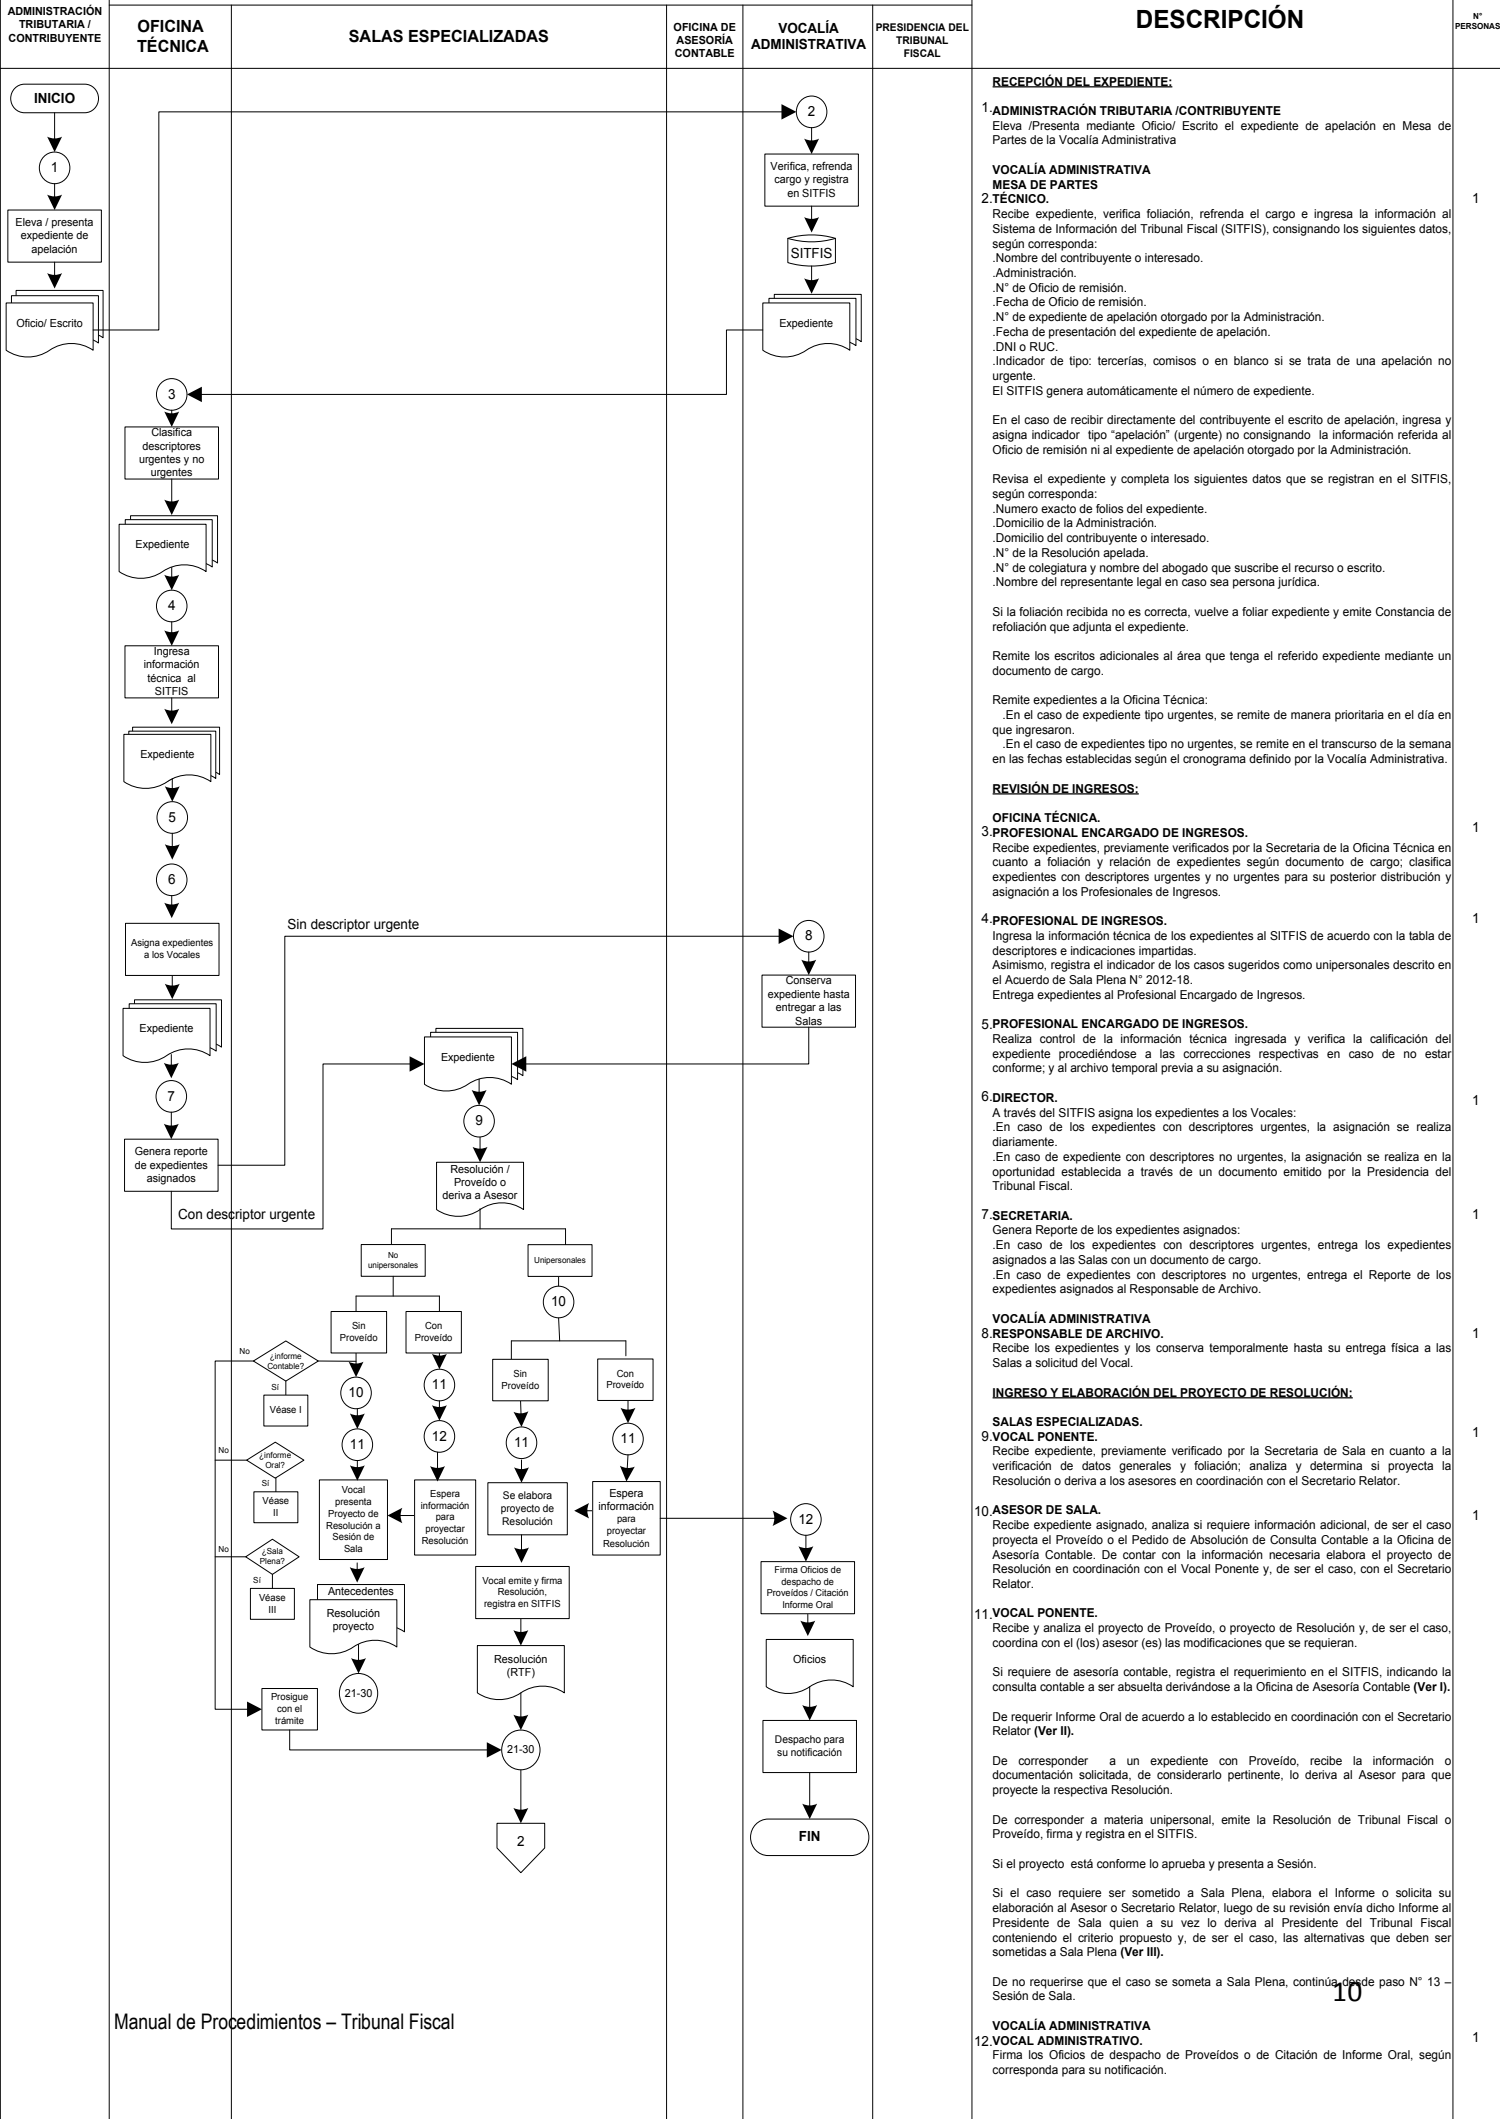 ADMINISTRACIÓN
TRIBUTARIA /
CONTRIBUYENTE
OFICINA
TÉCNICA
SALAS ESPECIALIZADAS
OFICINA DE
ASESORÍA
CONTABLE
VOCALÍA
ADMINISTRATIVA
PRESIDENCIA DEL
TRIBUNAL
FISCAL
DESCRIPCIÓN
N°
PERSONAS
INICIO
1
Eleva / presenta
expediente de
apelación
Oficio/ Escrito
2
Verifica, refrenda
cargo y registra
en SITFIS
SITFIS
Expediente
3
Clasifica
descriptores
urgentes y no
urgentes
Expediente
4
Ingresa
información
técnica al
SITFIS
Expediente
5
6
Asigna expedientes
a los Vocales
Expediente
7
Genera reporte
de expedientes
asignados
Sin descriptor urgente
Con descriptor urgente
8
Conserva
expediente hasta
entregar a las
Salas
Expediente
9
Resolución /
Proveído o
deriva a Asesor
No
unipersonales
Unipersonales
10
Sin
Proveído
Con
Proveído
No
¿informe
Contable?
Sí
Véase I
10
11
11
12
Sin
Proveído
Con
Proveído
11
11
No
¿informe
Oral?
Sí
Véase
II
Vocal
presenta
Proyecto de
Resolución a
Sesión de
Sala
Espera
información
para
proyectar
Resolución
Se elabora
proyecto de
Resolución
Espera
información
para
proyectar
Resolución
12
No
¿Sala
Plena?
Sí
Véase
III
Antecedentes
Resolución
proyecto
Vocal emite y firma
Resolución,
registra en SITFIS
Firma Oficios de
despacho de
Proveídos / Citación
Informe Oral
Resolución
(RTF)
Oficios
21-30
Prosigue
con el
trámite
21-30
Despacho para
su notificación
2
FIN
RECEPCIÓN DEL EXPEDIENTE:
1. ADMINISTRACIÓN TRIBUTARIA /CONTRIBUYENTE
Eleva /Presenta mediante Oficio/ Escrito el expediente de apelación en Mesa de
Partes de la Vocalía Administrativa
VOCALÍA ADMINISTRATIVA
MESA DE PARTES
2. TÉCNICO. 1
Recibe expediente, verifica foliación, refrenda el cargo e ingresa la información al
Sistema de Información del Tribunal Fiscal (SITFIS), consignando los siguientes datos,
según corresponda:
.Nombre del contribuyente o interesado.
.Administración.
.N° de Oficio de remisión.
.Fecha de Oficio de remisión.
.N° de expediente de apelación otorgado por la Administración.
.Fecha de presentación del expediente de apelación.
.DNI o RUC.
.Indicador de tipo: tercerías, comisos o en blanco si se trata de una apelación no
urgente.
El SITFIS genera automáticamente el número de expediente.
En el caso de recibir directamente del contribuyente el escrito de apelación, ingresa y
asigna indicador tipo “apelación” (urgente) no consignando la información referida al
Oficio de remisión ni al expediente de apelación otorgado por la Administración.
Revisa el expediente y completa los siguientes datos que se registran en el SITFIS,
según corresponda:
.Numero exacto de folios del expediente.
.Domicilio de la Administración.
.Domicilio del contribuyente o interesado.
.N° de la Resolución apelada.
.N° de colegiatura y nombre del abogado que suscribe el recurso o escrito.
.Nombre del representante legal en caso sea persona jurídica.
Si la foliación recibida no es correcta, vuelve a foliar expediente y emite Constancia de
refoliación que adjunta el expediente.
Remite los escritos adicionales al área que tenga el referido expediente mediante un
documento de cargo.
Remite expedientes a la Oficina Técnica:
.En el caso de expediente tipo urgentes, se remite de manera prioritaria en el día en
que ingresaron.
.En el caso de expedientes tipo no urgentes, se remite en el transcurso de la semana
en las fechas establecidas según el cronograma definido por la Vocalía Administrativa.
REVISIÓN DE INGRESOS:
OFICINA TÉCNICA.
3. PROFESIONAL ENCARGADO DE INGRESOS. 1
Recibe expedientes, previamente verificados por la Secretaria de la Oficina Técnica en
cuanto a foliación y relación de expedientes según documento de cargo; clasifica
expedientes con descriptores urgentes y no urgentes para su posterior distribución y
asignación a los Profesionales de Ingresos.
4. PROFESIONAL DE INGRESOS. 1
Ingresa la información técnica de los expedientes al SITFIS de acuerdo con la tabla de
descriptores e indicaciones impartidas.
Asimismo, registra el indicador de los casos sugeridos como unipersonales descrito en
el Acuerdo de Sala Plena N° 2012-18.
Entrega expedientes al Profesional Encargado de Ingresos.
5. PROFESIONAL ENCARGADO DE INGRESOS.
Realiza control de la información técnica ingresada y verifica la calificación del
expediente procediéndose a las correcciones respectivas en caso de no estar
conforme; y al archivo temporal previa a su asignación.
6. DIRECTOR. 1
A través del SITFIS asigna los expedientes a los Vocales:
.En caso de los expedientes con descriptores urgentes, la asignación se realiza
diariamente.
.En caso de expediente con descriptores no urgentes, la asignación se realiza en la
oportunidad establecida a través de un documento emitido por la Presidencia del
Tribunal Fiscal.
7. SECRETARIA. 1
Genera Reporte de los expedientes asignados:
.En caso de los expedientes con descriptores urgentes, entrega los expedientes
asignados a las Salas con un documento de cargo.
.En caso de expedientes con descriptores no urgentes, entrega el Reporte de los
expedientes asignados al Responsable de Archivo.
VOCALÍA ADMINISTRATIVA
8. RESPONSABLE DE ARCHIVO. 1
Recibe los expedientes y los conserva temporalmente hasta su entrega física a las
Salas a solicitud del Vocal.
INGRESO Y ELABORACIÓN DEL PROYECTO DE RESOLUCIÓN:
SALAS ESPECIALIZADAS.
9. VOCAL PONENTE. 1
Recibe expediente, previamente verificado por la Secretaria de Sala en cuanto a la
verificación de datos generales y foliación; analiza y determina si proyecta la
Resolución o deriva a los asesores en coordinación con el Secretario Relator.
10. ASESOR DE SALA. 1
Recibe expediente asignado, analiza si requiere información adicional, de ser el caso
proyecta el Proveído o el Pedido de Absolución de Consulta Contable a la Oficina de
Asesoría Contable. De contar con la información necesaria elabora el proyecto de
Resolución en coordinación con el Vocal Ponente y, de ser el caso, con el Secretario
Relator.
11. VOCAL PONENTE.
Recibe y analiza el proyecto de Proveído, o proyecto de Resolución y, de ser el caso,
coordina con el (los) asesor (es) las modificaciones que se requieran.
Si requiere de asesoría contable, registra el requerimiento en el SITFIS, indicando la
consulta contable a ser absuelta derivándose a la Oficina de Asesoría Contable (Ver I).
De requerir Informe Oral de acuerdo a lo establecido en coordinación con el Secretario
Relator (Ver II).
De corresponder a un expediente con Proveído, recibe la información o
documentación solicitada, de considerarlo pertinente, lo deriva al Asesor para que
proyecte la respectiva Resolución.
De corresponder a materia unipersonal, emite la Resolución de Tribunal Fiscal o
Proveído, firma y registra en el SITFIS.
Si el proyecto está conforme lo aprueba y presenta a Sesión.
Si el caso requiere ser sometido a Sala Plena, elabora el Informe o solicita su
elaboración al Asesor o Secretario Relator, luego de su revisión envía dicho Informe al
Presidente de Sala quien a su vez lo deriva al Presidente del Tribunal Fiscal
conteniendo el criterio propuesto y, de ser el caso, las alternativas que deben ser
sometidas a Sala Plena (Ver III).
De no requerirse que el caso se someta a Sala Plena, continúa desde paso N° 13 –
Sesión de Sala.
10
Manual de Procedimientos – Tribunal Fiscal
VOCALÍA ADMINISTRATIVA
12. VOCAL ADMINISTRATIVO. 1
Firma los Oficios de despacho de Proveídos o de Citación de Informe Oral, según
corresponda para su notificación.